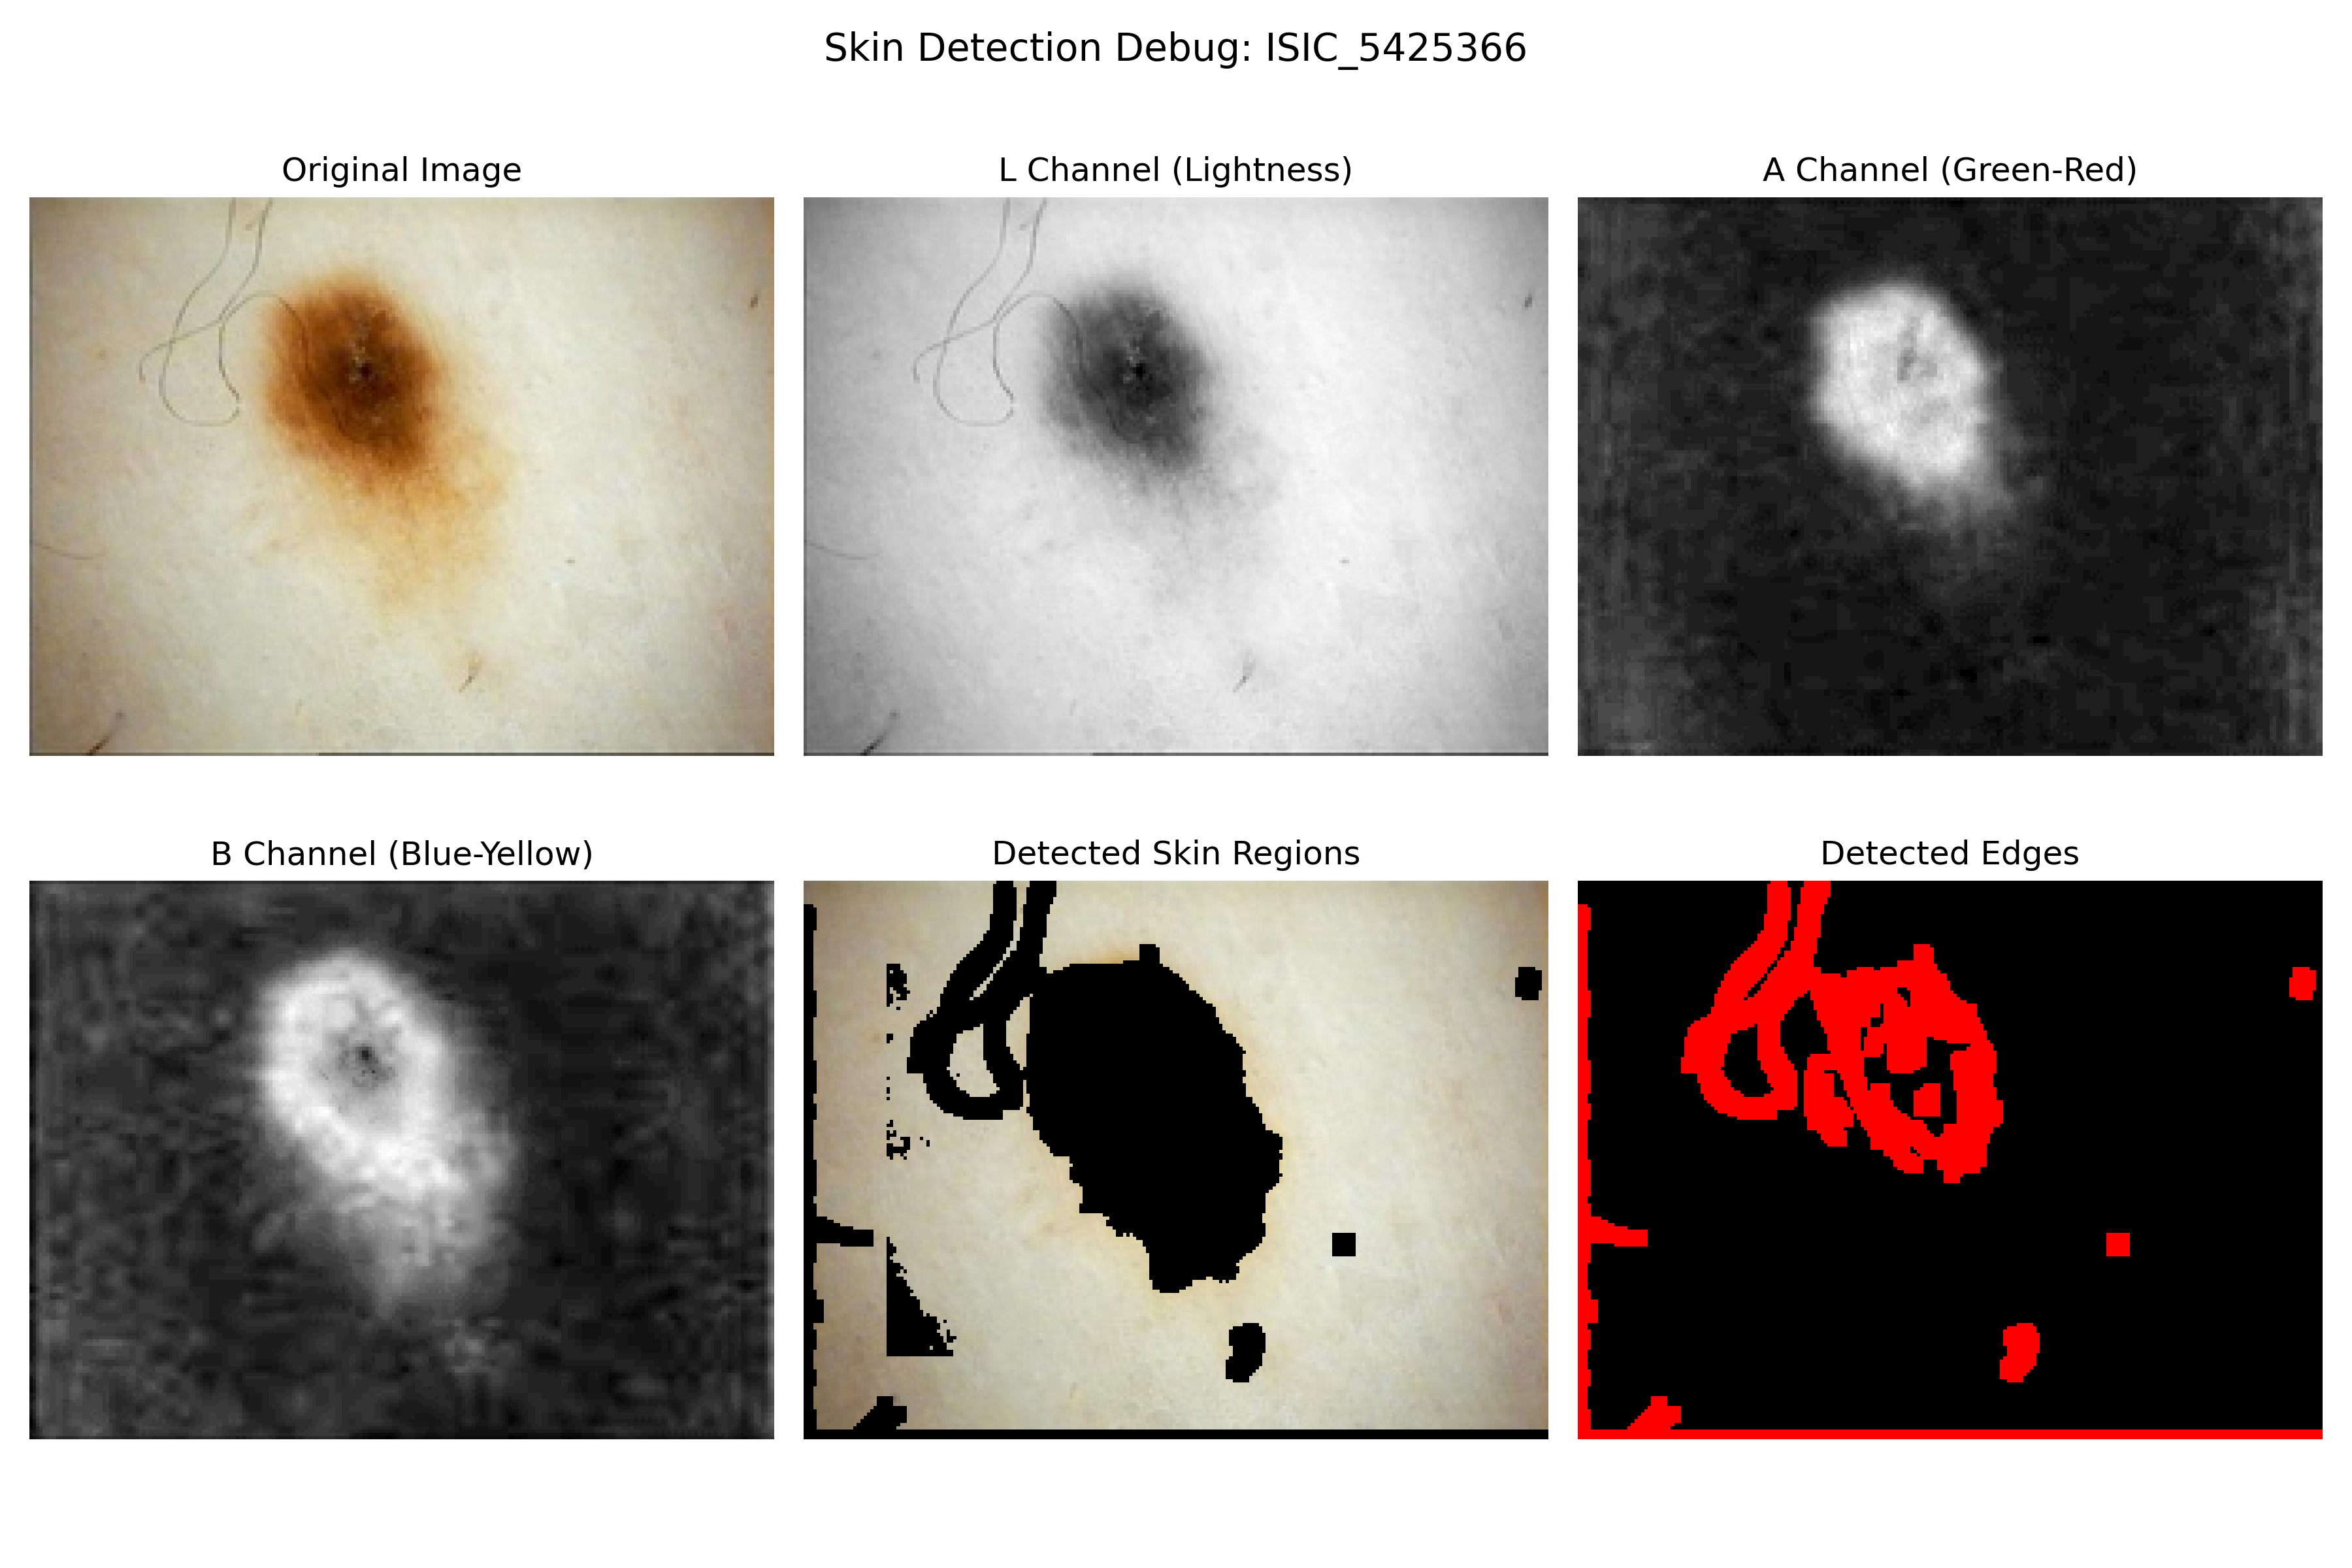 Skin Detection Debug: ISIC_5425366
Original Image
L Channel (Lightness)
A Channel (Green-Red)
B Channel (Blue-Yellow)
Detected Skin Regions
Detected Edges